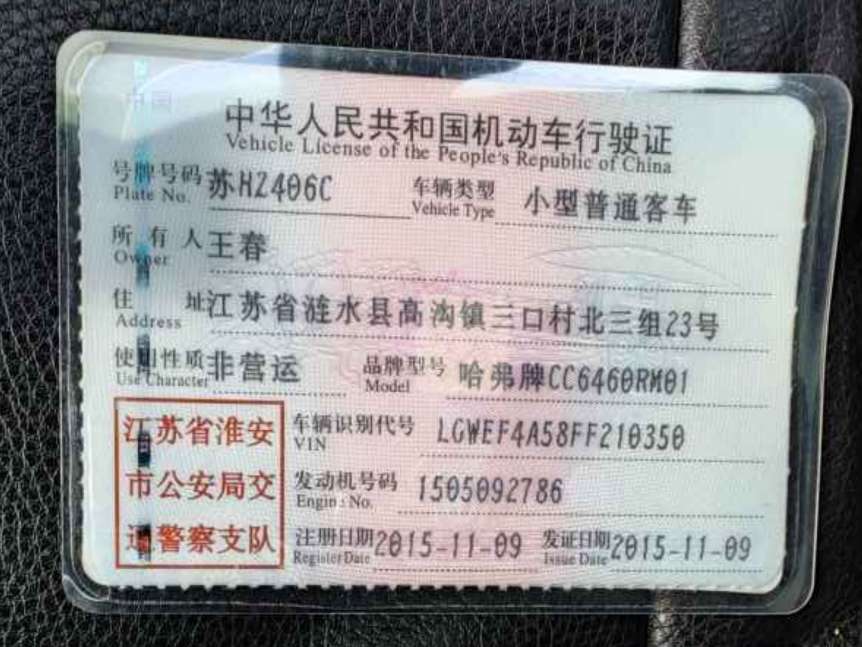 中国
中华人民共和国机动车行驶证
Vehicle License of the People's Republic of China
号牌号码 苏HZ406C 车辆类型 小型普通客车
Plate No. Vehicle Type
所有人 王春
Owner
住址 江苏省涟水县高沟镇三口村北三组23号
Address
使用性质 非营运 品牌型号 哈弗牌CC6460RM01
Use Character Model
江苏省淮安
市公安局交
通警察支队
车辆识别代号 LGWEF4A58FF210350
VIN
发动机号码 1505092786
Engine No.
注册日期 2015-11-09 发证日期 2015-11-09
Register Date Issue Date